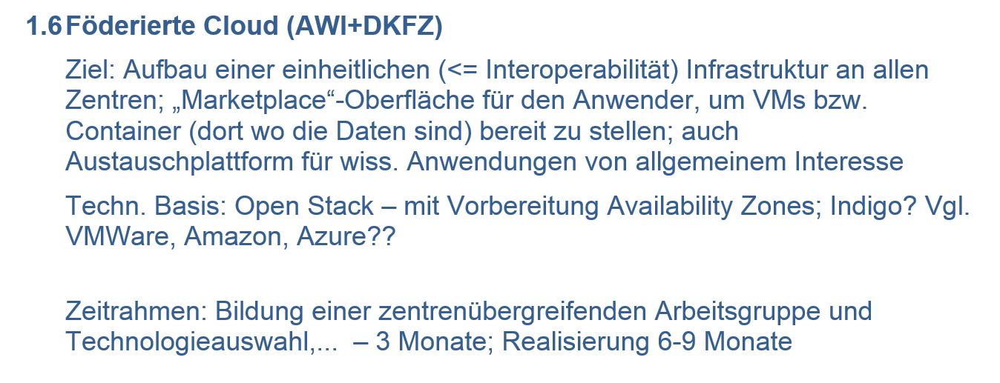 1.6 Föderierte Cloud (AWI+DKFZ)
Ziel: Aufbau einer einheitlichen (<= Interoperabilität) Infrastruktur an allen
Zentren; „Marketplace“-Oberfläche für den Anwender, um VMs bzw.
Container (dort wo die Daten sind) bereit zu stellen; auch
Austauschplattform für wiss. Anwendungen von allgemeinem Interesse
Techn. Basis: Open Stack – mit Vorbereitung Availability Zones; Indigo? Vgl.
VMWare, Amazon, Azure??
Zeitrahmen: Bildung einer zentrenübergreifenden Arbeitsgruppe und
Technologieauswahl,... – 3 Monate; Realisierung 6-9 Monate